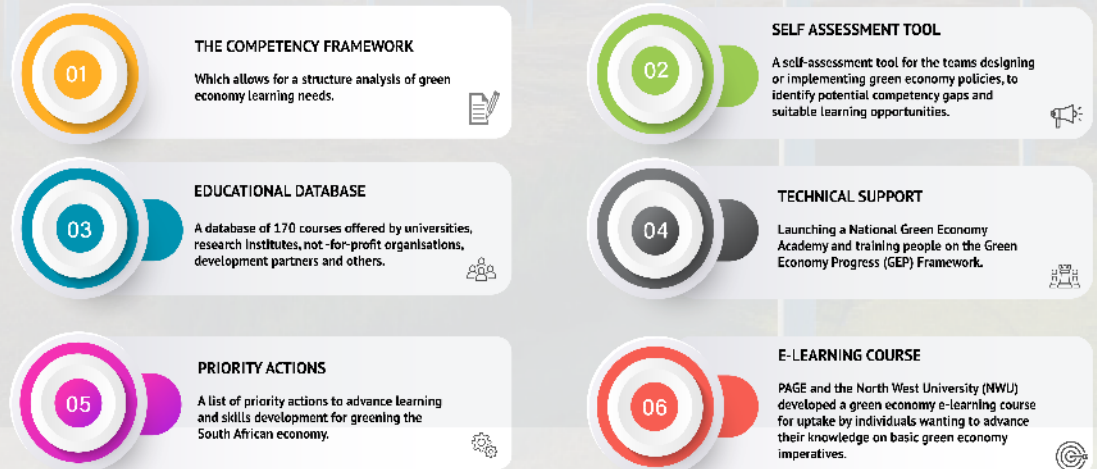 01
THE COMPETENCY FRAMEWORK
Which allows for a structure analysis of green
economy learning needs.
02
SELF ASSESSMENT TOOL
A self-assessment tool for the teams designing
or implementing green economy policies, to
identify potential competency gaps and
suitable learning opportunities.
03
EDUCATIONAL DATABASE
A database of 170 courses offered by universities,
research institutes, not-for-profit organisations,
development partners and others.
04
TECHNICAL SUPPORT
Launching a National Green Economy
Academy and training people on the Green
Economy Progress (GEP) Framework.
05
PRIORITY ACTIONS
A list of priority actions to advance learning
and skills development for greening the
South African economy.
06
E-LEARNING COURSE
PAGE and the North West University (NWU)
developed a green economy e-learning course
for uptake by individuals wanting to advance
their knowledge on basic green economy
imperatives.